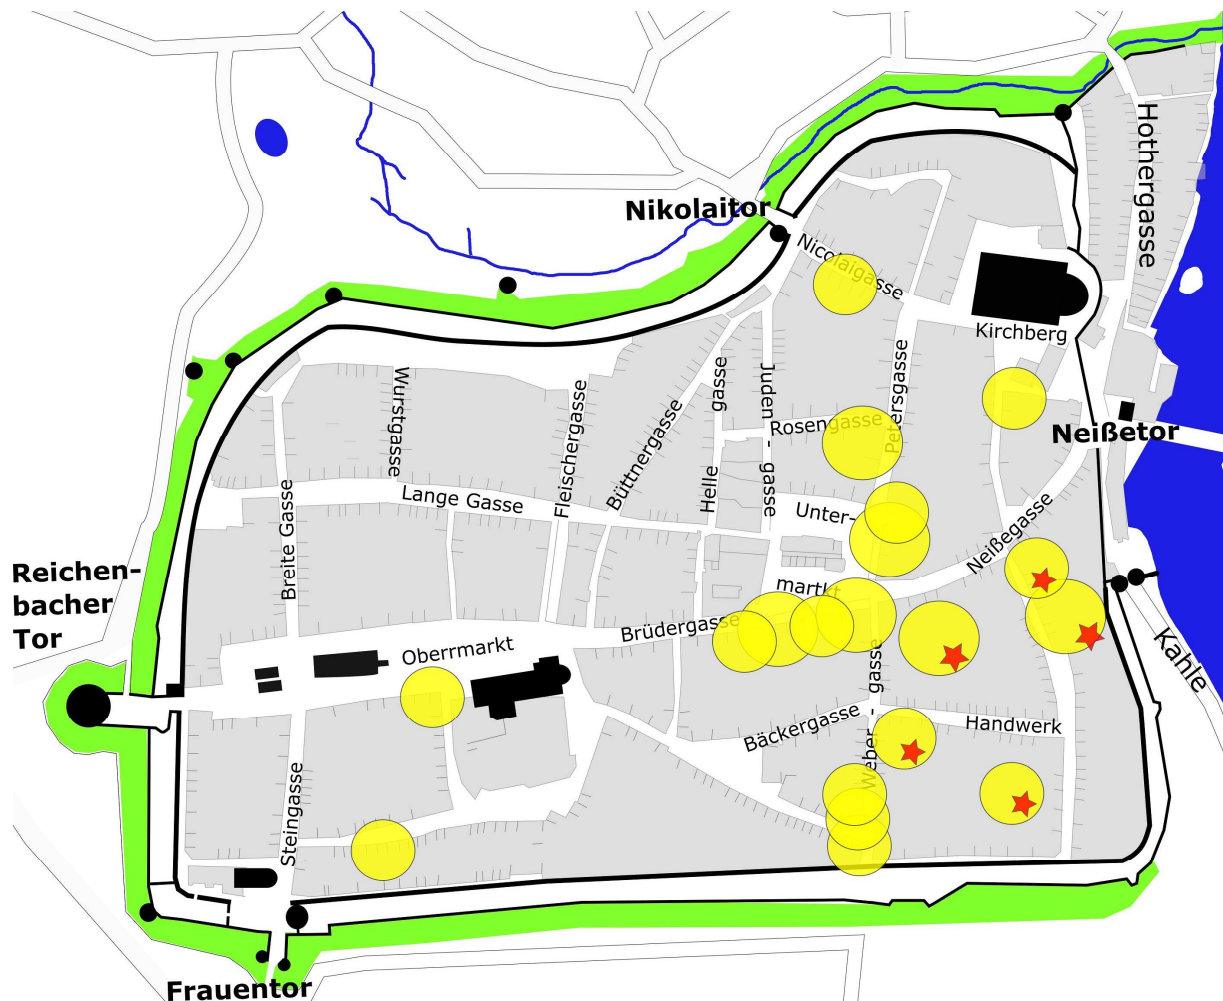 Hothergasse
Nikolaitor
Nicolaigasse
Kirchberg
Petersgasse
Rosengasse
Neißetor
Wurstgasse
Fleischergasse
Büttnergasse
Helle gasse
Juden - gasse
Lange Gasse
Breite Gasse
Unter-
markt
Neißegasse
Reichen-
bacher
Tor
Brüdergasse
Oberrmarkt
Kahle
Weber - gasse
Bäckergasse
Handwerk
Steingasse
Frauentor